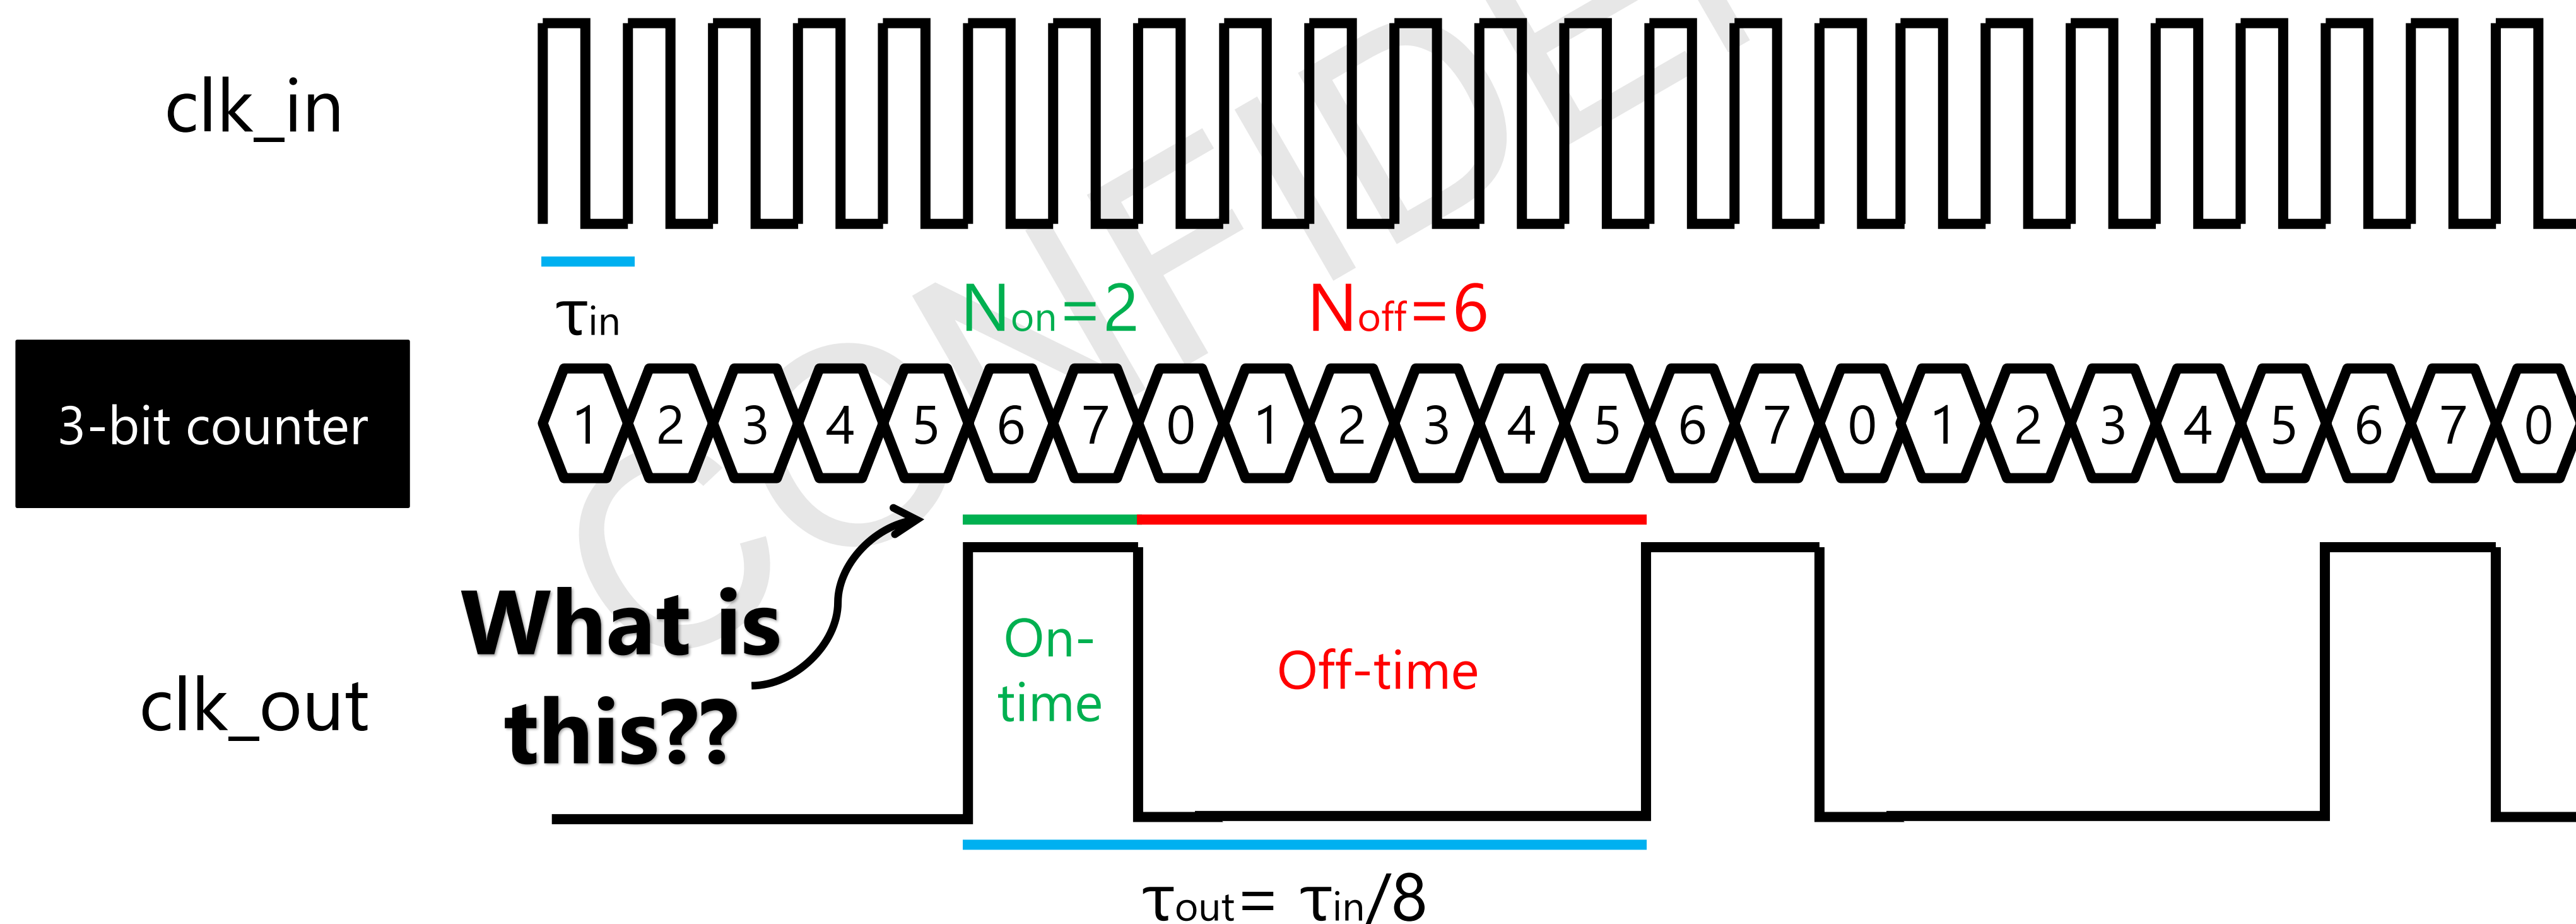 clk_in
τin
Non=2
Noff=6
3-bit counter
1 2 3 4 5 6 7 0 1 2 3 4 5 6 7 0 1 2 3 4 5 6 7 0
What is
this??
clk_out
On-
time
Off-time
τout= τin/8
CONFIDE